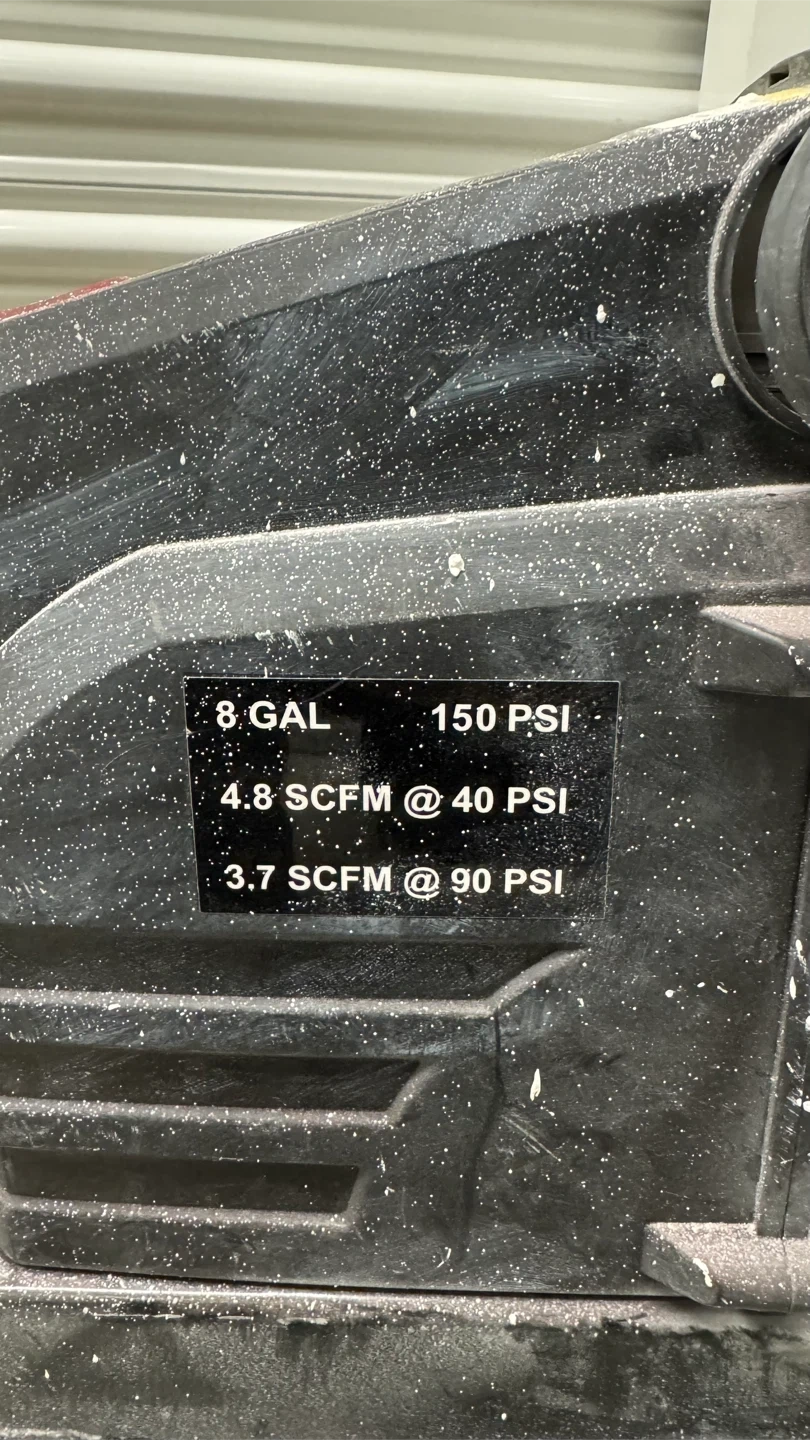 8 GAL 150 PSI
4.8 SCFM @ 40 PSI
3.7 SCFM @ 90 PSI